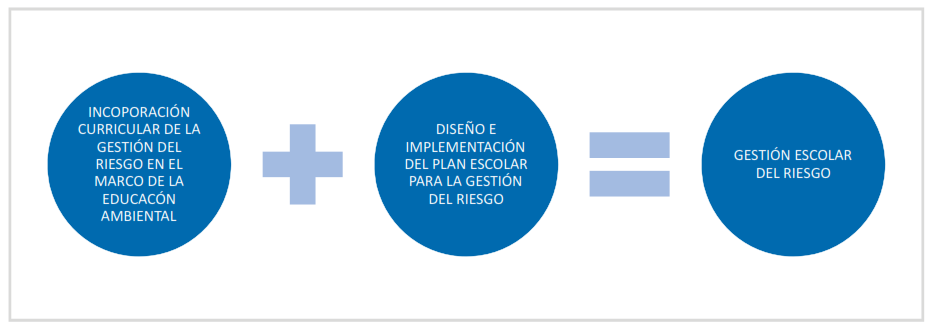 INCOPORACIÓN
CURRICULAR DE LA
GESTIÓN DEL
RIESGO EN EL
MARCO DE LA
EDUCACÓN
AMBIENTAL
DISEÑO E
IMPLEMENTACIÓN
DEL PLAN ESCOLAR
PARA LA GESTIÓN
DEL RIESGO
GESTIÓN ESCOLAR
DEL RIESGO